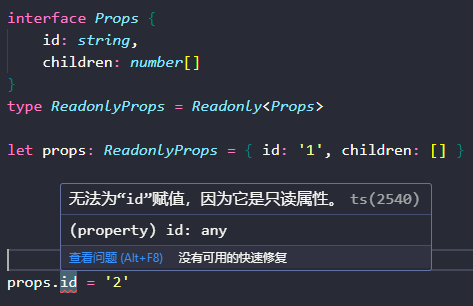 interface Props {
id: string,
children: number[]
}
type ReadonlyProps = Readonly<Props>
let props: ReadonlyProps = { id: '1', children: [] }
无法为“id”赋值，因为它是只读属性。 ts(2540)
(property) id: any
查看问题 (Alt+F8) 没有可用的快速修复
props.id = '2'